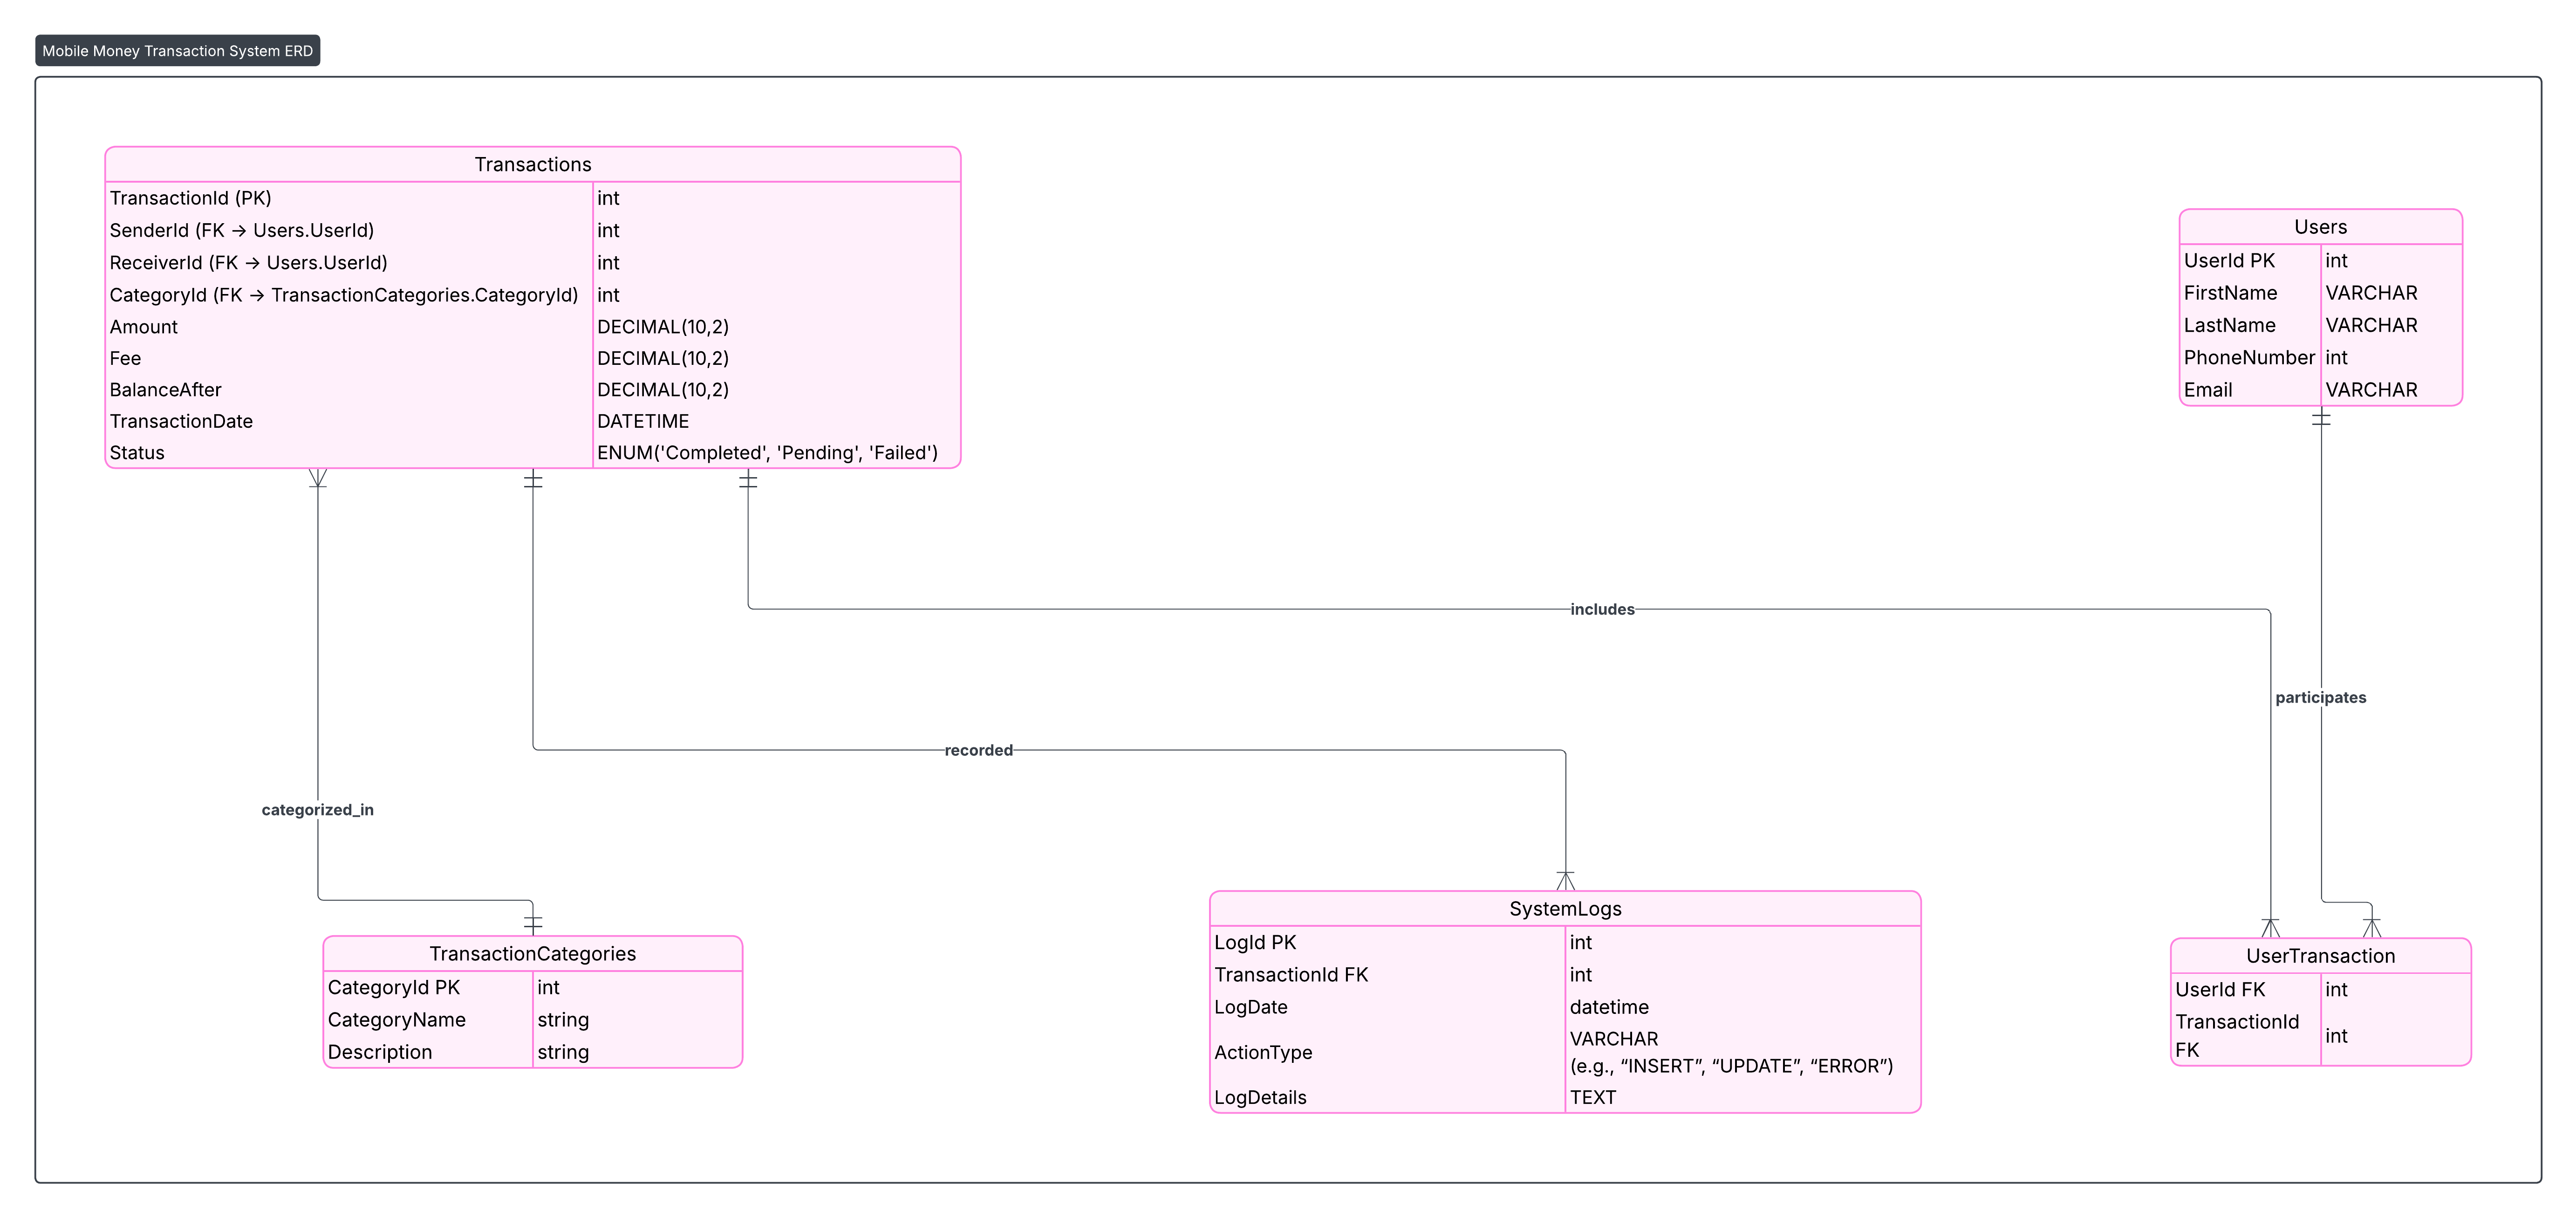 Mobile Money Transaction System ERD
Transactions
TransactionId (PK) int
SenderId (FK → Users.UserId) int
ReceiverId (FK → Users.UserId) int
CategoryId (FK → TransactionCategories.CategoryId) int
Amount DECIMAL(10,2)
Fee DECIMAL(10,2)
BalanceAfter DECIMAL(10,2)
TransactionDate DATETIME
Status ENUM('Completed', 'Pending', 'Failed')
Users
UserId PK int
FirstName VARCHAR
LastName VARCHAR
PhoneNumber int
Email VARCHAR
includes
participates
recorded
categorized_in
TransactionCategories
CategoryId PK int
CategoryName string
Description string
SystemLogs
LogId PK int
TransactionId FK int
LogDate datetime
ActionType VARCHAR
(e.g., “INSERT”, “UPDATE”, “ERROR”)
LogDetails TEXT
UserTransaction
UserId FK int
TransactionId
FK int